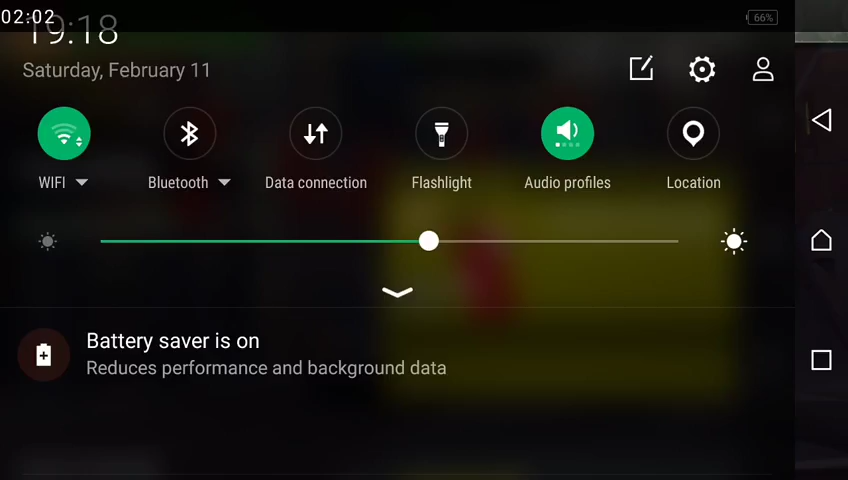 02:02
19:18
66%
Saturday, February 11
WIFI
Bluetooth
Data connection
Flashlight
Audio profiles
Location
Battery saver is on
Reduces performance and background data